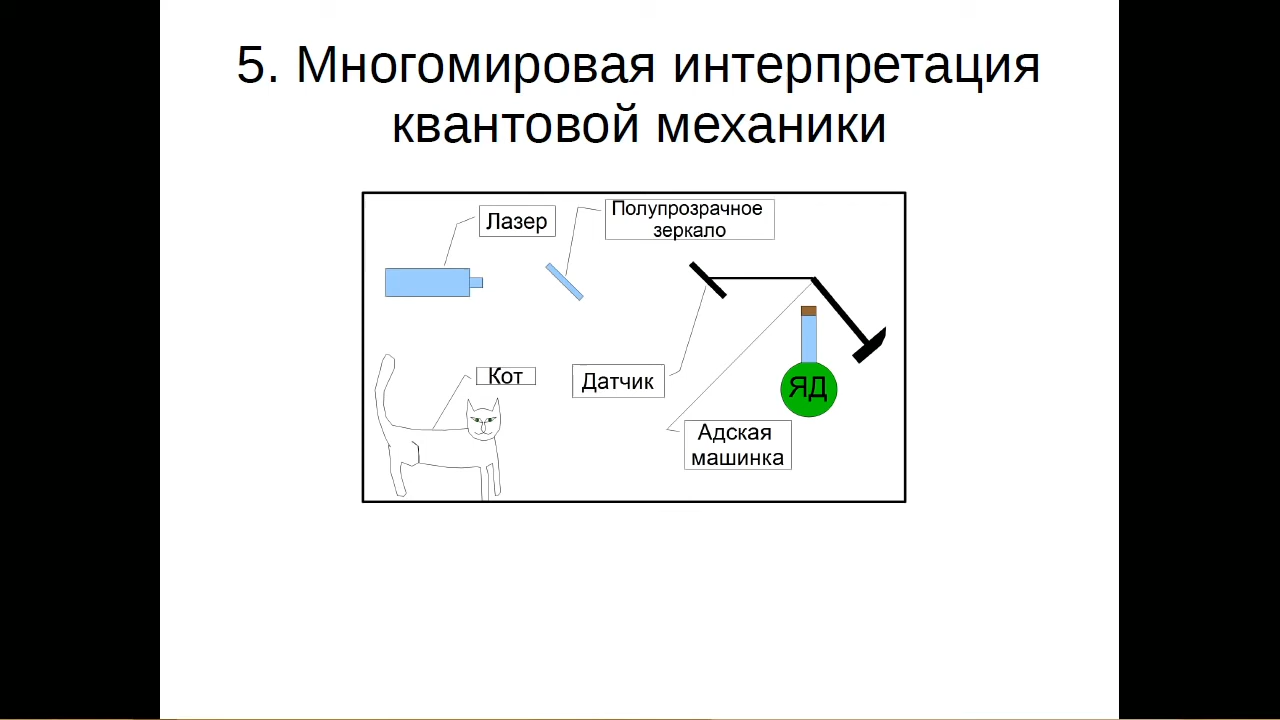 5. Многомировая интерпретация
квантовой механики
Лазер
Полупрозрачное
зеркало
Кот
Датчик
ЯД
Адская
машинка